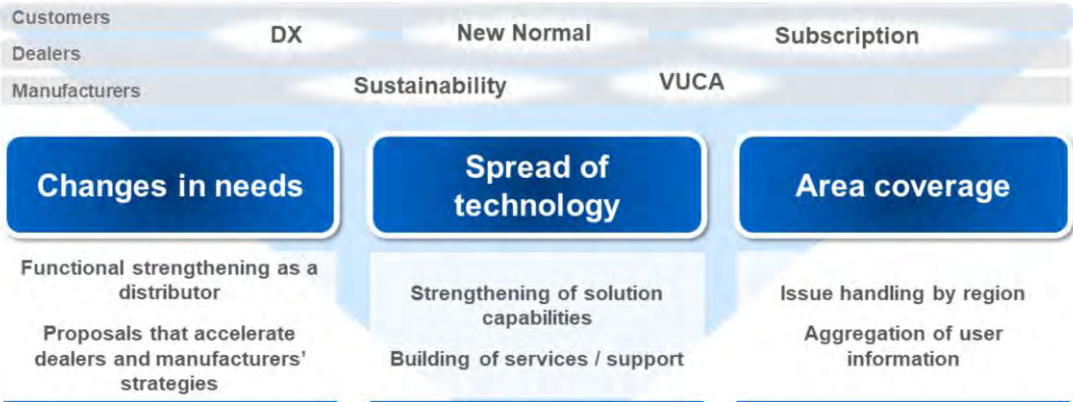 Customers
DX
New Normal
Subscription
Dealers
Manufacturers
Sustainability
VUCA
Changes in needs
Spread of
technology
Area coverage
Functional strengthening as a
distributor
Proposals that accelerate
dealers and manufacturers'
strategies
Strengthening of solution
capabilities
Building of services / support
Issue handling by region
Aggregation of user
information